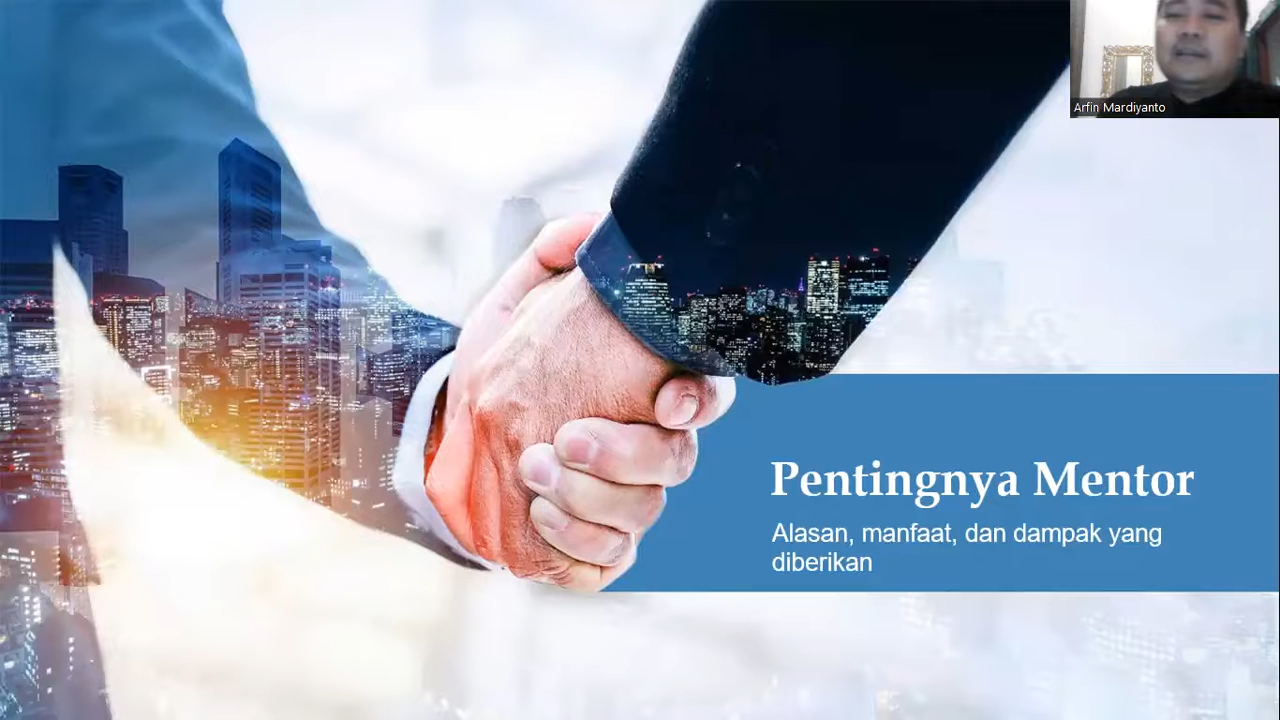 Arfin Mardiyanto
Pentingnya Mentor
Alasan, manfaat, dan dampak yang
diberikan